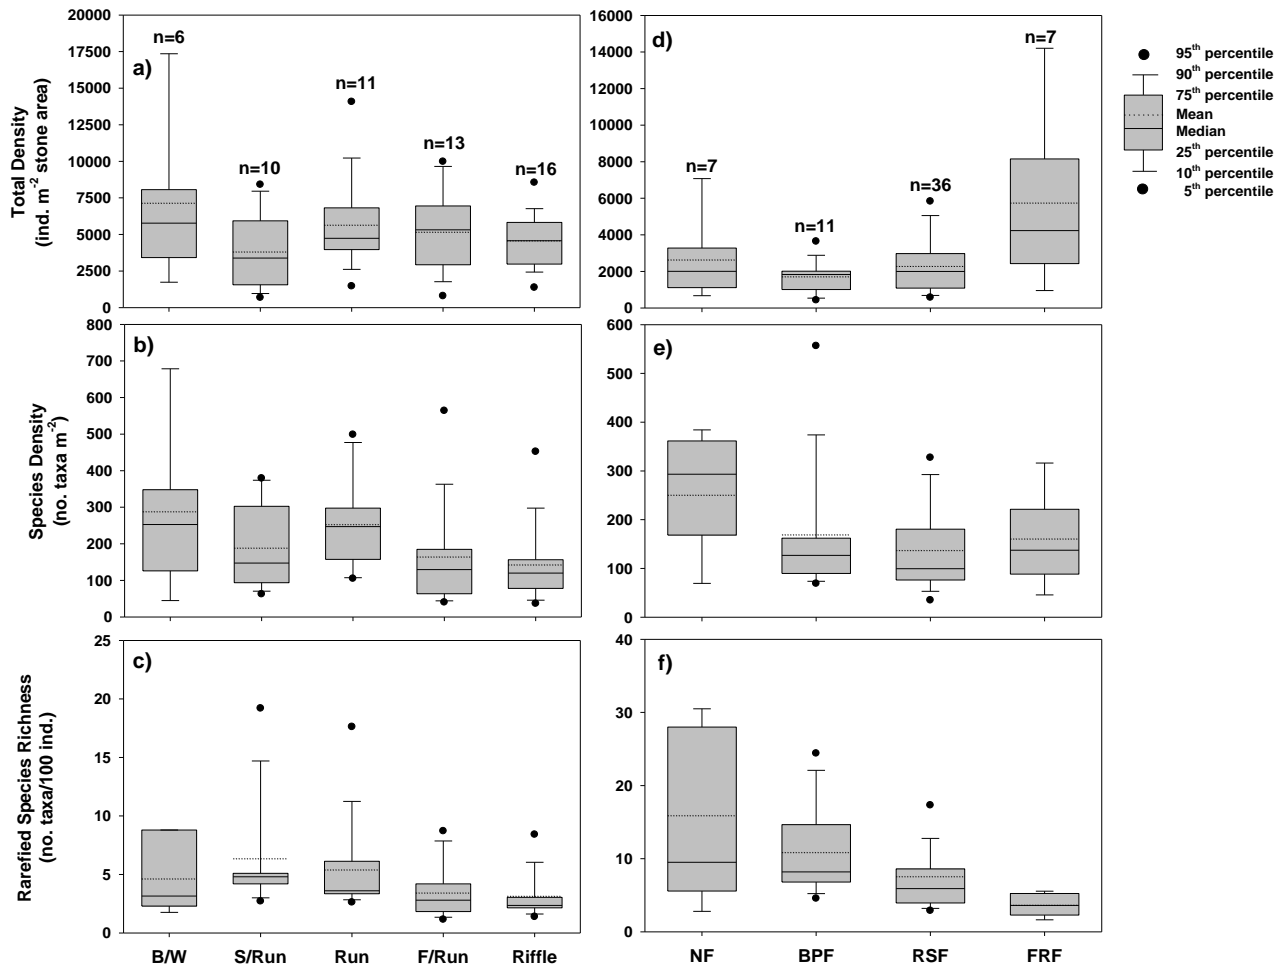 20000
17500
15000
12500
10000
7500
5000
2500
0
Total Density
(ind. m⁻² stone area)
a)
n=6
n=10
n=11
n=13
n=16
16000
14000
12000
10000
8000
6000
4000
2000
0
d)
n=7
n=11
n=36
n=7
95th percentile
90th percentile
75th percentile
Mean
Median
25th percentile
10th percentile
5th percentile
800
700
600
500
400
300
200
100
0
Species Density
(no. taxa m⁻²)
b)
600
500
400
300
200
100
0
e)
25
20
15
10
5
0
Rarefied Species Richness
(no. taxa/100 ind.)
c)
B/W S/Run Run F/Run Riffle
40
30
20
10
0
f)
NF BPF RSF FRF